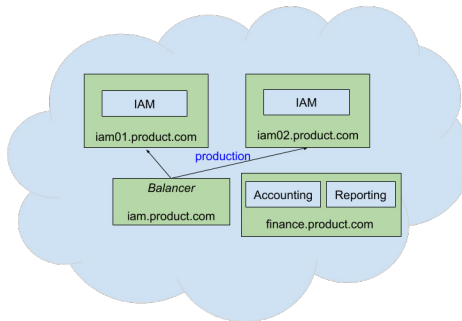 IAM
iam01.product.com
IAM
iam02.product.com
production
Balancer
iam.product.com
Accounting
Reporting
finance.product.com